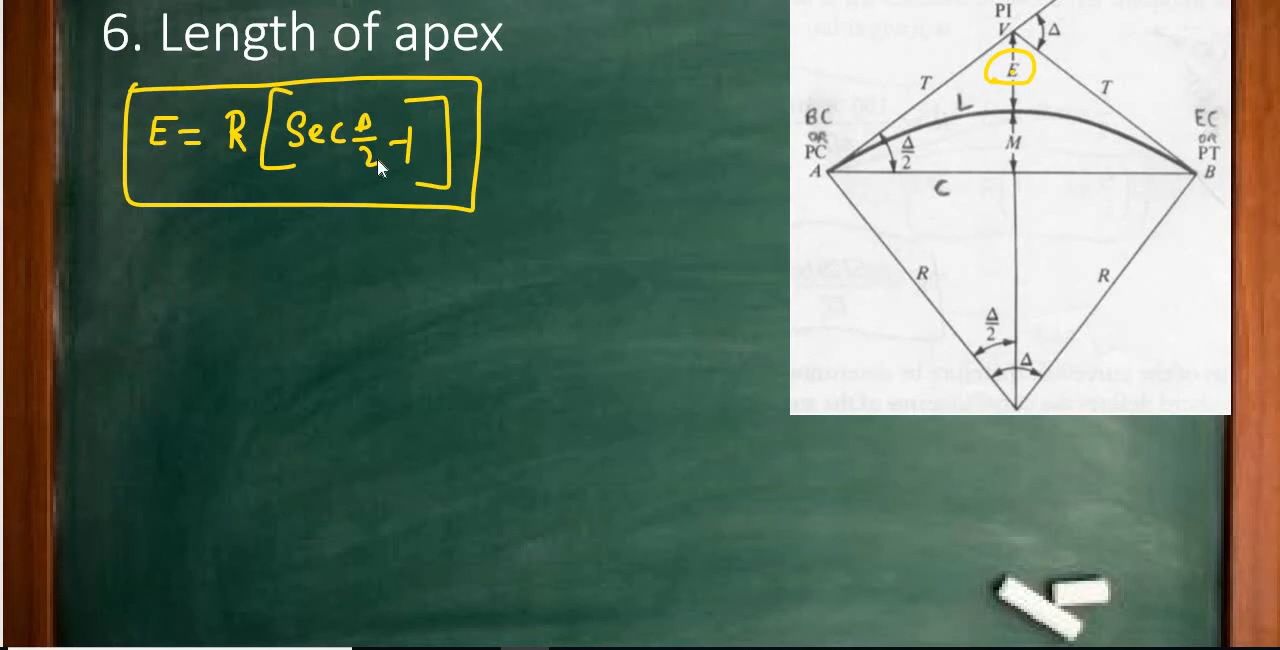 6. Length of apex
E = R [Sec Δ/2 -1]
PI
V
Δ
E
T
T
L
BC
OR
PC
A
Δ/2
M
EC
OR
PT
B
C
R
R
Δ/2
Δ